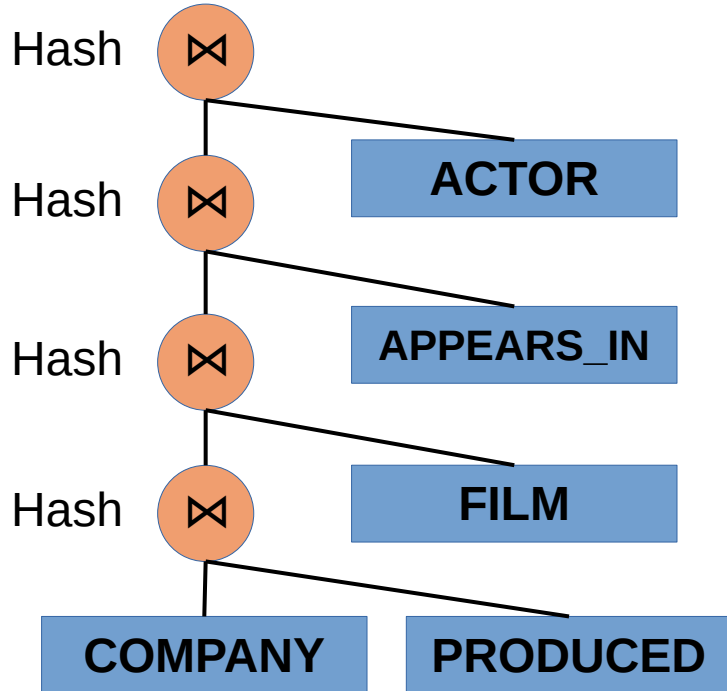 Hash ⋈
ACTOR
Hash ⋈
APPEARS_IN
Hash ⋈
FILM
Hash ⋈
COMPANY PRODUCED